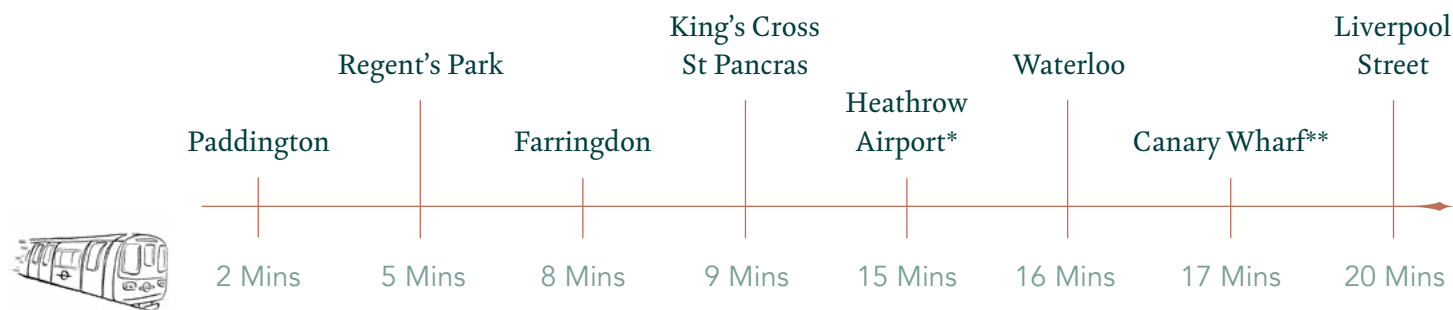 King’s Cross
St Pancras
Liverpool
Street
Regent’s Park
Waterloo
Heathrow
Airport*
Paddington
Farringdon
Canary Wharf**
2 Mins
5 Mins
8 Mins
9 Mins
15 Mins
16 Mins
17 Mins
20 Mins